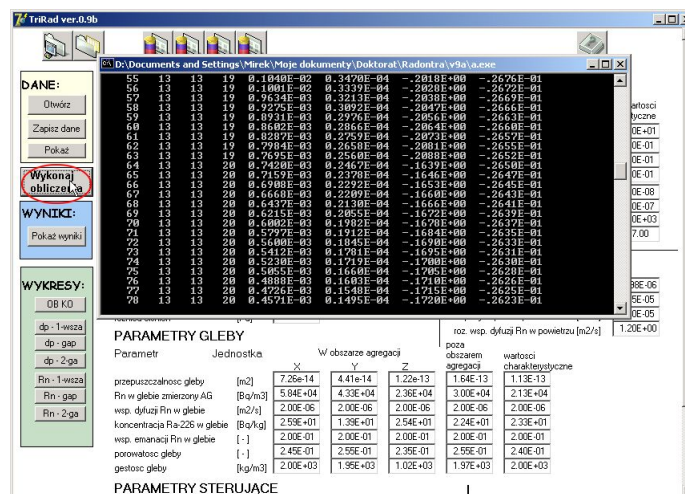 TriRad ver.0.9b
D:\Documents and Settings\Mirek\Moje dokumenty\Doktorat\Radontra\v9a\a.exe
55 13 13 19 0.1040E-02 0.3470E-04 -.2018E+00 -.2676E-01
56 13 13 19 0.1001E-02 0.3339E-04 -.2028E+00 -.2672E-01
57 13 13 19 0.9634E-03 0.3213E-04 -.2038E+00 -.2669E-01
58 13 13 19 0.9275E-03 0.3092E-04 -.2047E+00 -.2666E-01
59 13 13 19 0.8931E-03 0.2976E-04 -.2056E+00 -.2663E-01
60 13 13 19 0.8602E-03 0.2866E-04 -.2064E+00 -.2660E-01
61 13 13 19 0.8287E-03 0.2759E-04 -.2073E+00 -.2657E-01
62 13 13 19 0.7984E-03 0.2658E-04 -.2081E+00 -.2655E-01
63 13 13 19 0.7695E-03 0.2560E-04 -.2088E+00 -.2652E-01
64 13 13 20 0.7420E-03 0.2467E-04 -.1639E+00 -.2650E-01
65 13 13 20 0.7159E-03 0.2378E-04 -.1646E+00 -.2647E-01
66 13 13 20 0.6908E-03 0.2292E-04 -.1653E+00 -.2645E-01
67 13 13 20 0.6668E-03 0.2209E-04 -.1660E+00 -.2643E-01
68 13 13 20 0.6437E-03 0.2130E-04 -.1666E+00 -.2641E-01
69 13 13 20 0.6215E-03 0.2055E-04 -.1672E+00 -.2639E-01
70 13 13 20 0.6002E-03 0.1982E-04 -.1678E+00 -.2637E-01
71 13 13 20 0.5797E-03 0.1912E-04 -.1684E+00 -.2635E-01
72 13 13 20 0.5600E-03 0.1845E-04 -.1690E+00 -.2633E-01
73 13 13 20 0.5412E-03 0.1781E-04 -.1695E+00 -.2631E-01
74 13 13 20 0.5230E-03 0.1719E-04 -.1700E+00 -.2630E-01
75 13 13 20 0.5055E-03 0.1660E-04 -.1705E+00 -.2628E-01
76 13 13 20 0.4888E-03 0.1603E-04 -.1710E+00 -.2626E-01
77 13 13 20 0.4726E-03 0.1548E-04 -.1715E+00 -.2625E-01
78 13 13 20 0.4571E-03 0.1495E-04 -.1720E+00 -.2623E-01
DANE:
Otwórz
Zapisz dane
Pokaż
Wykonaj
obliczenia
WYNIKI:
Pokaż wyniki
WYKRESY:
OB KO
dp - 1-wsza
dp - gap
dp - 2-ga
Rn - 1-wsza
Rn - gap
Rn - 2-ga
artosci
tyczne
0E+01
0E-01
0E-01
0E-01
0E-08
0E-07
0E+03
7.00
98E-06
5E-05
0E-05
roz. wsp. dyfuzji Rn w powietrzu [m2/s] 1.20E+00
PARAMETRY GLEBY
Parametr Jednostka W obszarze agregacji poza obszarem agregacji wartosci charakterystyczne
X Y Z
przepuszczalnosc gleby [m2] 7.26e-14 4.41e-14 1.22e-13 1.64E-13 1.13E-13
Rn w glebie zmierzony AG [Bq/m3] 5.84E+04 4.33E+04 2.36E+04 3.00E+04 2.13E+04
wsp. dyfuzji Rn w glebie [m2/s] 2.00E-06 2.00E-06 2.00E-06 2.00E-06 2.00E-06
koncentracja Ra-226 w glebie [Bq/kg] 2.59E+01 1.39E+01 2.54E+01 2.24E+01 2.33E+01
wsp. emanacji Rn w glebie [ - ] 2.00E-01 2.00E-01 2.00E-01 2.00E-01 2.00E-01
porowatosc gleby [ - ] 2.45E-01 2.55E-01 2.35E-01 2.55E-01 2.40E-01
gestosc gleby [kg/m3] 2.00E+03 1.95E+03 1.02E+03 1.97E+03 2.00E+03
PARAMETRY STERUJĄCE